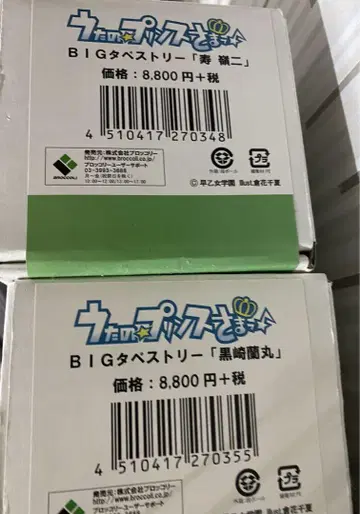 うたの☆プリンスさまっ♪
BIGタペストリー「寿 嶺二」
価格:8,800円+税
4 510417 270348
発売元:株式会社ブロッコリー
http://www.broccoli.co.jp/
ブロッコリーユーザーサポート
03-3993-3685
BROCCOLI
© 早乙女学園 Illust.倉花千夏
うたの☆プリンスさまっ♪
BIGタペストリー「黒崎蘭丸」
価格:8,800円+税
4 510417 270355
発売元:株式会社ブロッコリー
http://www.broccoli.co.jp/
ブロッコリーユーザーサポート